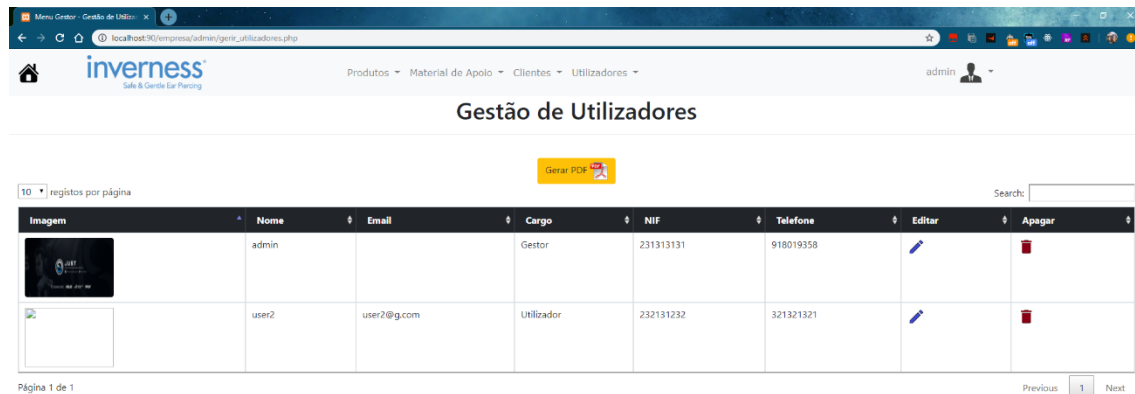 Menu Gestor - Gestão de Utiliza
localhost:90/empresa/admin/gerir_utilizadores.php
inverness
Safe & Gentle Ear Piercing
Produtos Material de Apoio Clientes Utilizadores
admin
Gestão de Utilizadores
Gerar PDF
10 registos por página
Search:
Imagem Nome Email Cargo NIF Telefone Editar Apagar
admin Gestor 231313131 918019358
user2 user2@g.com Utilizador 232131232 321321321
Página 1 de 1
Previous 1 Next